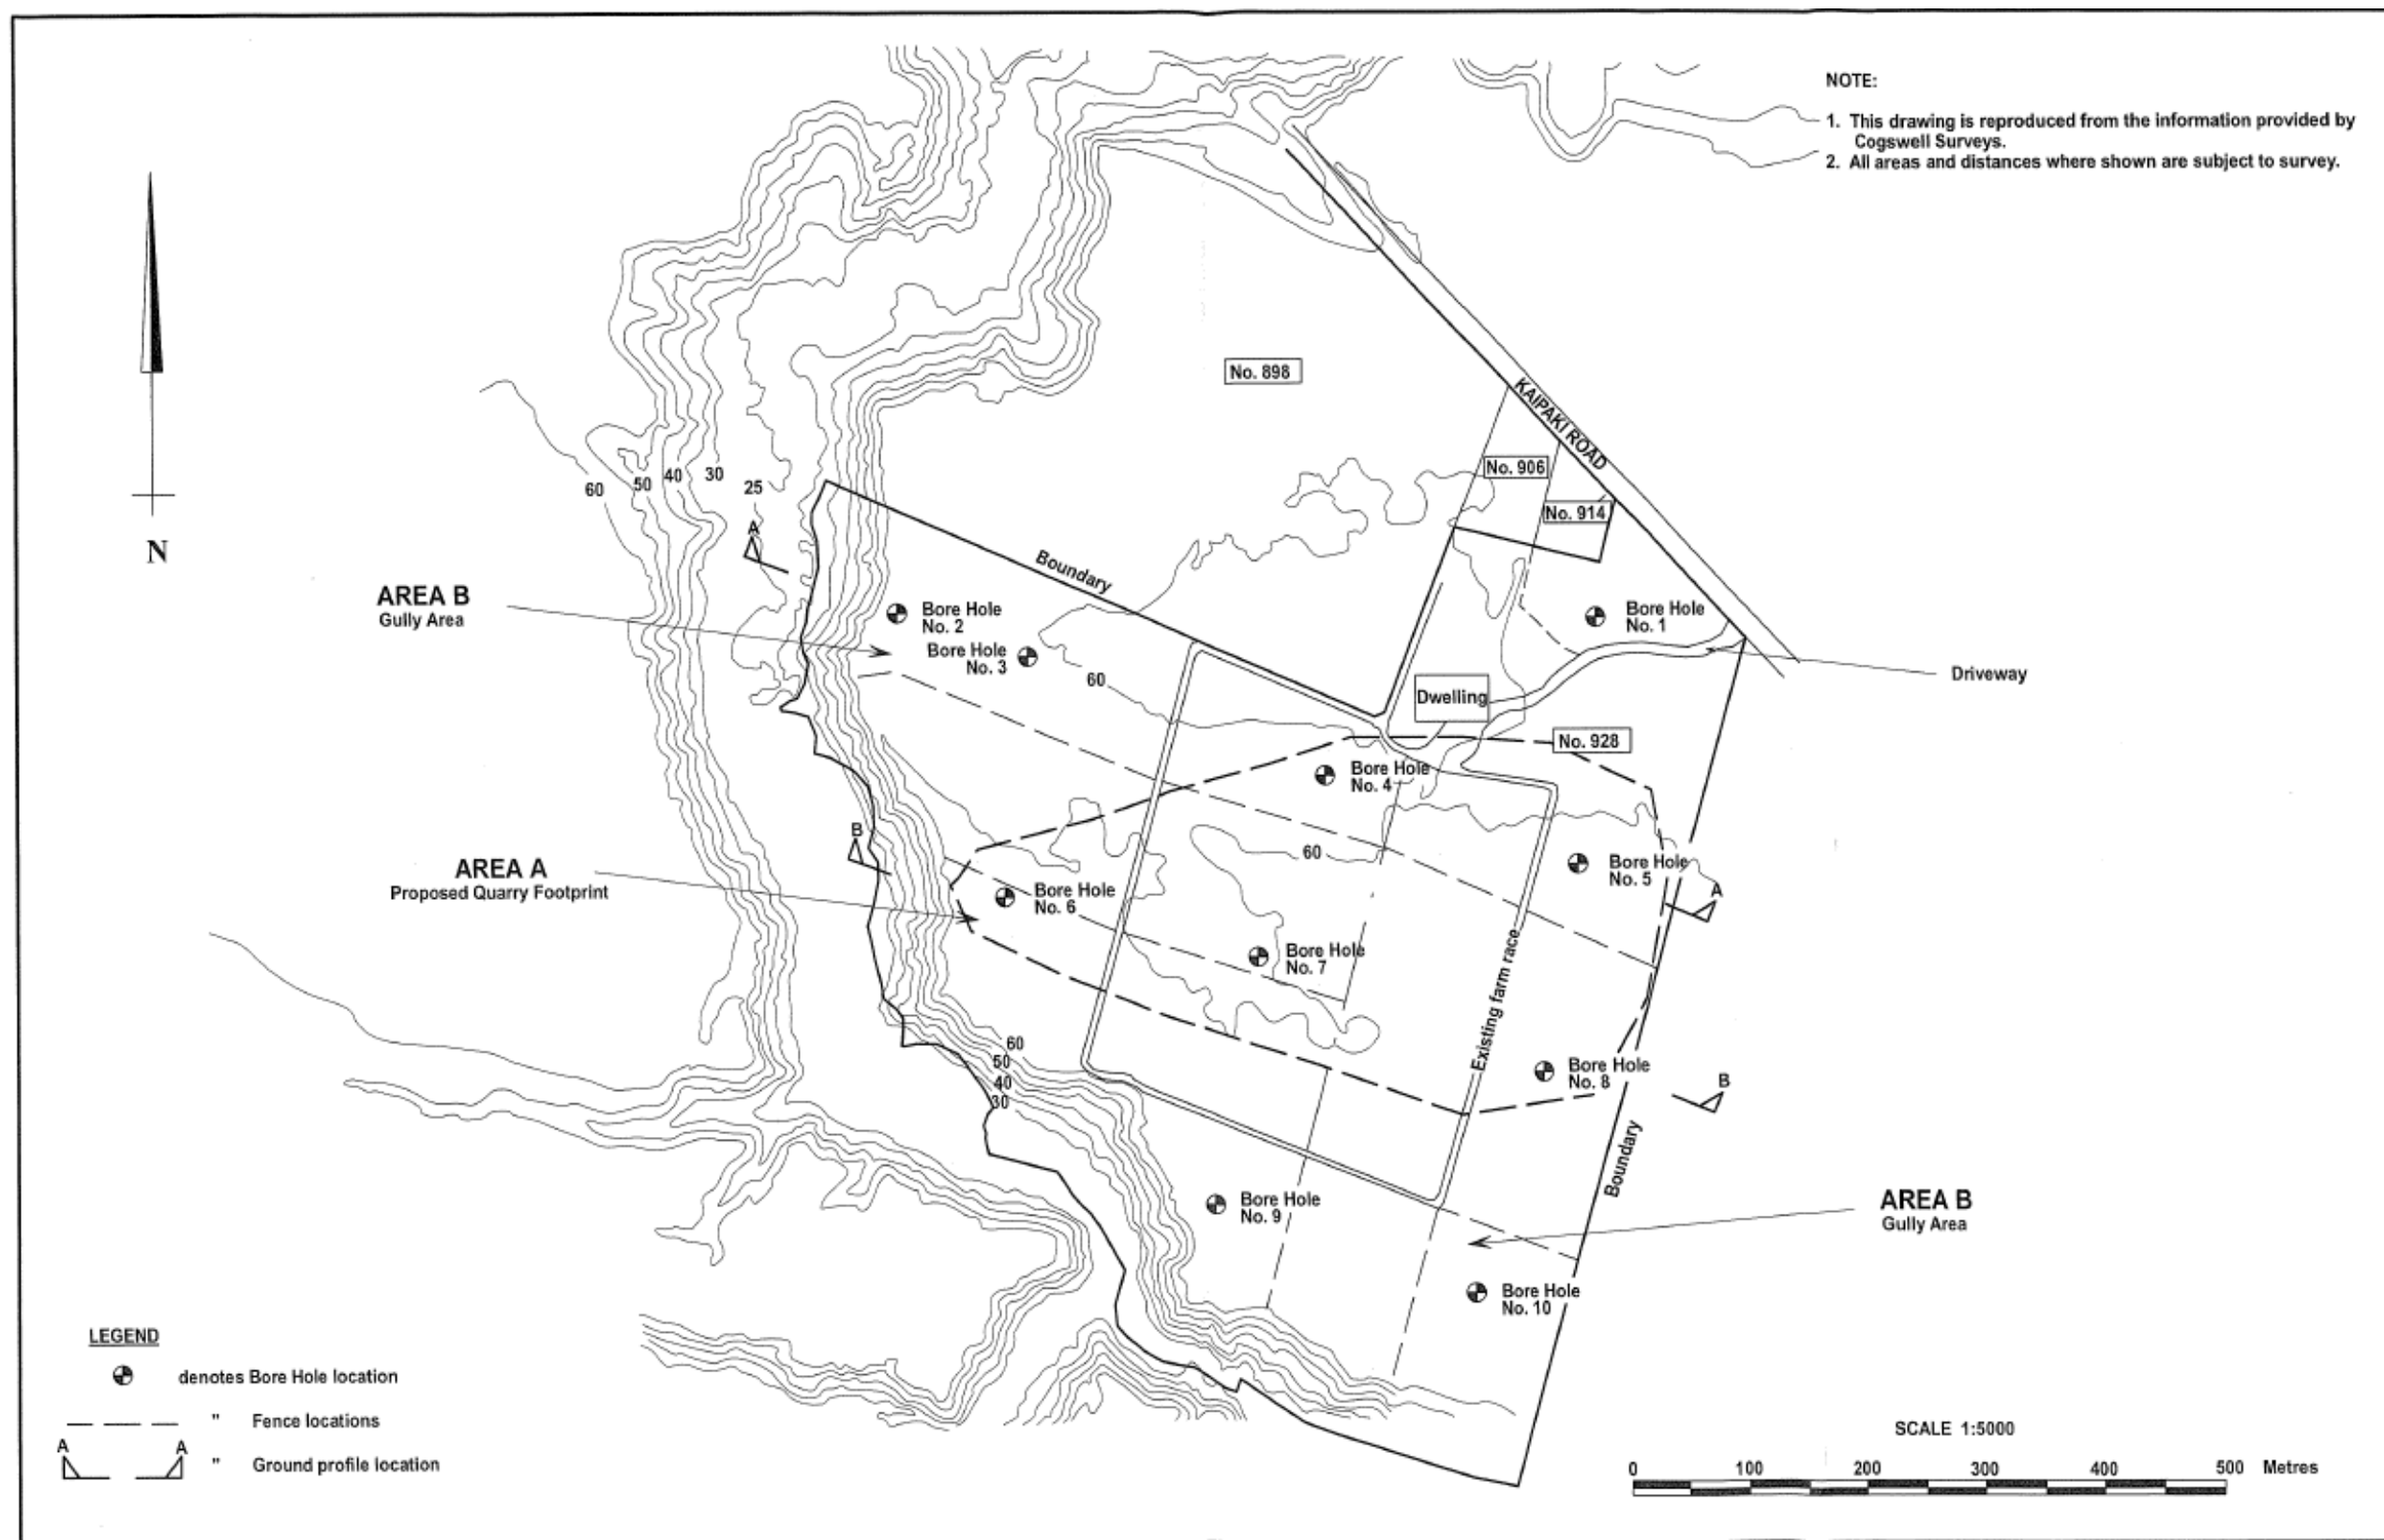 NOTE:
1. This drawing is reproduced from the information provided by
Cogswell Surveys.
2. All areas and distances where shown are subject to survey.
No. 898
KAIPAKI ROAD
No. 906
60
50
40
30
25
No. 914
A
N
Boundary
AREA B
Gully Area
Bore Hole
No. 2
Bore Hole
No. 1
Bore Hole
No. 3
60
Driveway
Dwelling
No. 928
Bore Hole
No. 4
B
60
AREA A
Proposed Quarry Footprint
Bore Hole
No. 5
A
Bore Hole
No. 6
Bore Hole
No. 7
Existing farm race
60
50
40
30
Bore Hole
No. 8
B
Boundary
Bore Hole
No. 9
AREA B
Gully Area
Bore Hole
No. 10
LEGEND
denotes Bore Hole location
" Fence locations
A A
" Ground profile location
SCALE 1:5000
0 100 200 300 400 500 Metres